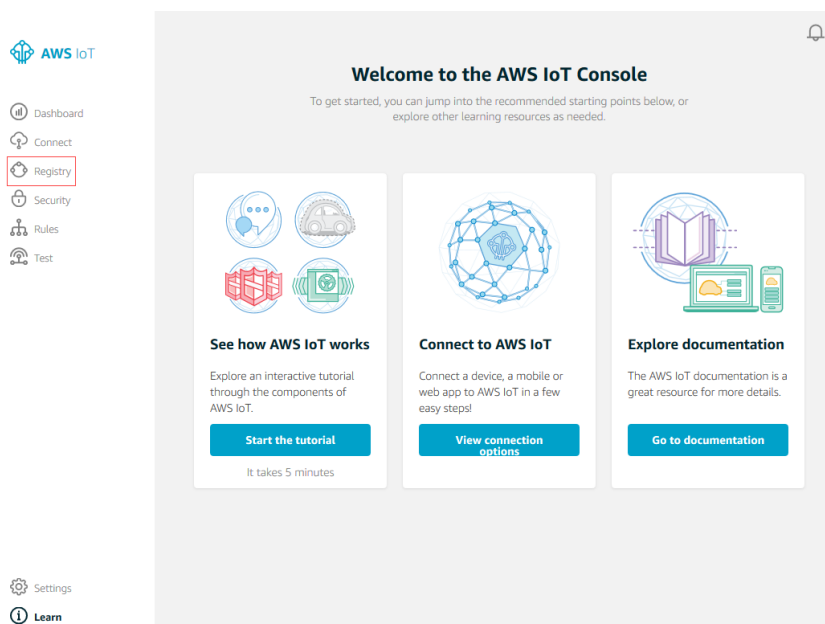 AWS IoT
Dashboard
Connect
Registry
Security
Rules
Test
Settings
Learn
Welcome to the AWS IoT Console
To get started, you can jump into the recommended starting points below, or
explore other learning resources as needed.
See how AWS IoT works
Explore an interactive tutorial
through the components of
AWS IoT.
Start the tutorial
It takes 5 minutes
Connect to AWS IoT
Connect a device, a mobile or
web app to AWS IoT in a few
easy steps!
View connection
options
Explore documentation
The AWS IoT documentation is a
great resource for more details.
Go to documentation